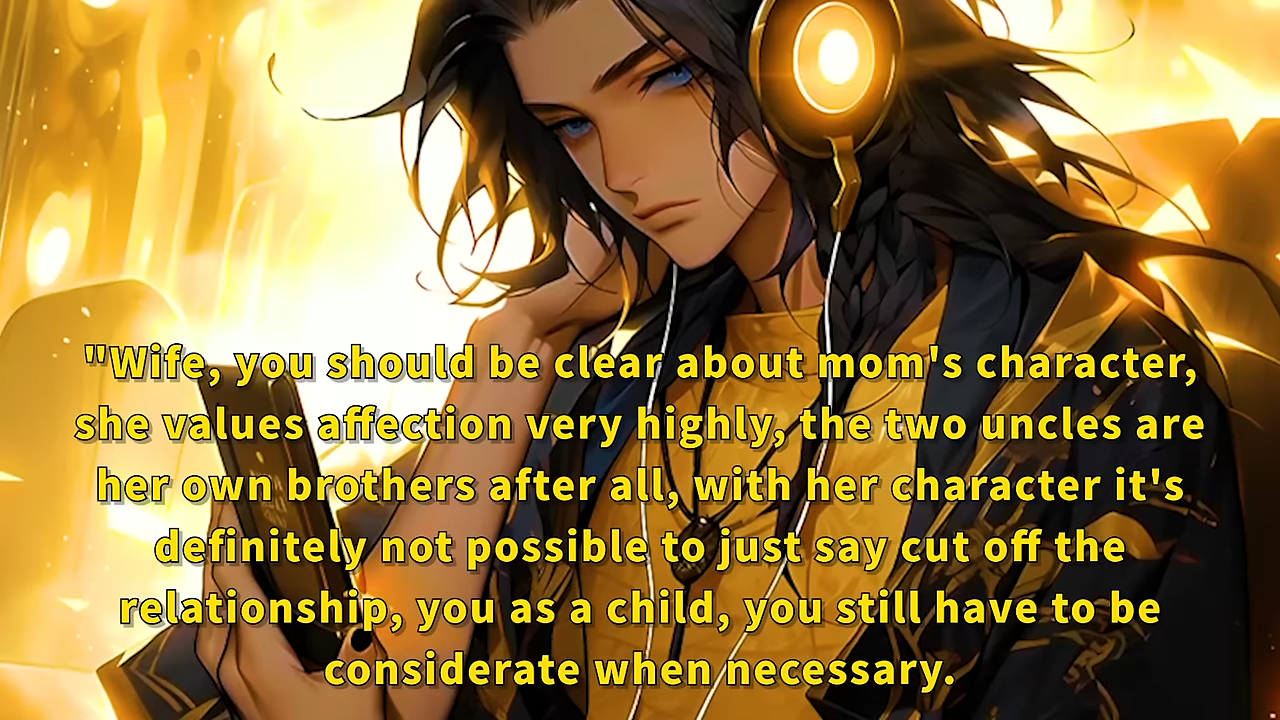 "Wife, you should be clear about mom's character,
she values affection very highly, the two uncles are
her own brothers after all, with her character it's
definitely not possible to just say cut off the
relationship, you as a child, you still have to be
considerate when necessary.